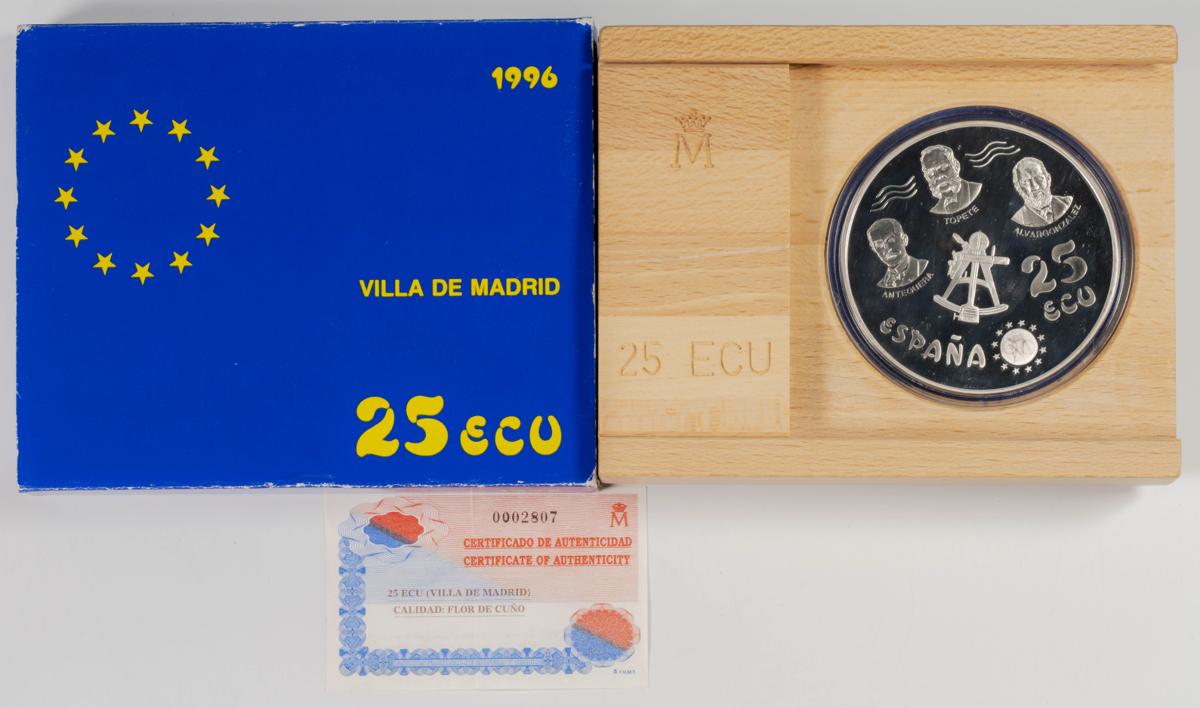 1996
VILLA DE MADRID
25 ECU
M
25 ECU
TOPETE
ALVARGONZALEZ
ANTEQUERA
25
ECU
ESPAÑA
0002807
M
CERTIFICADO DE AUTENTICIDAD
CERTIFICATE OF AUTHENTICITY
25 ECU (VILLA DE MADRID)
CALIDAD: FLOR DE CUÑO